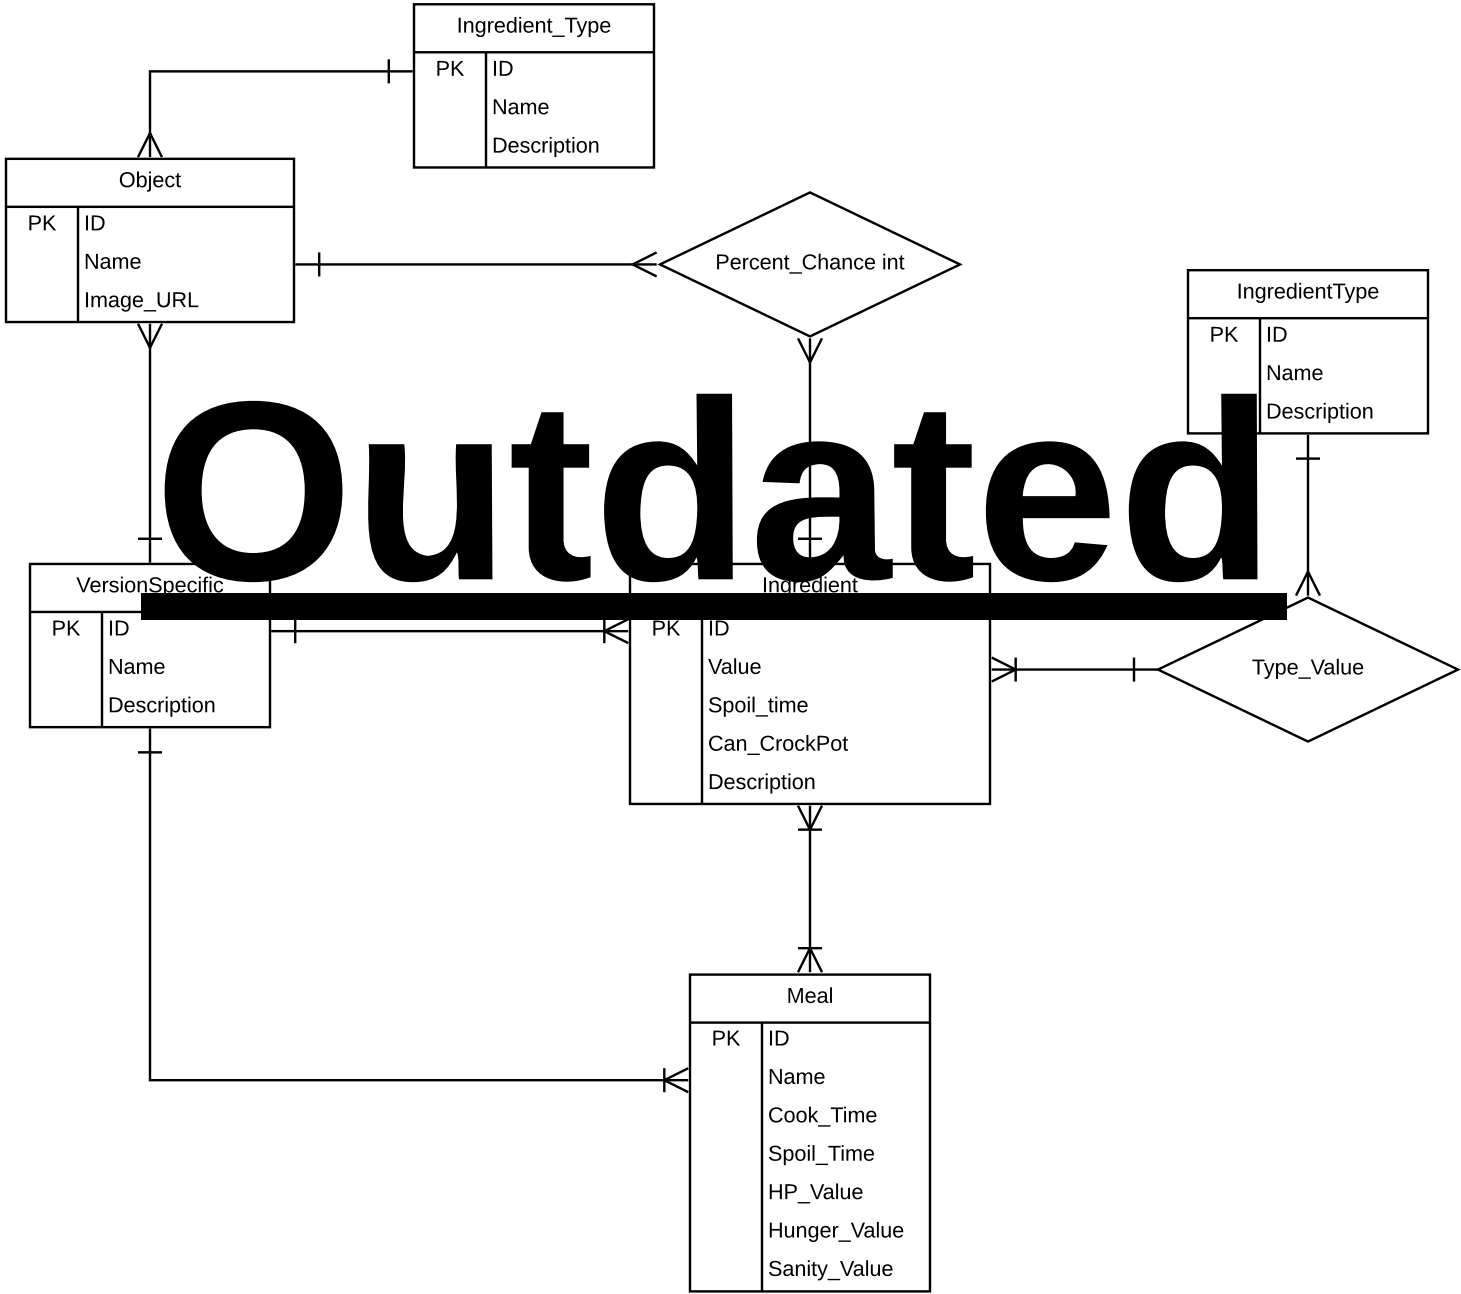 Ingredient_Type
PK ID
Name
Description
Object
PK ID
Name
Image_URL
Percent_Chance int
IngredientType
PK ID
Name
Description
Outdated
VersionSpecific
PK ID
Name
Description
Ingredient
PK ID
Value
Spoil_time
Can_CrockPot
Description
Type_Value
Meal
PK ID
Name
Cook_Time
Spoil_Time
HP_Value
Hunger_Value
Sanity_Value